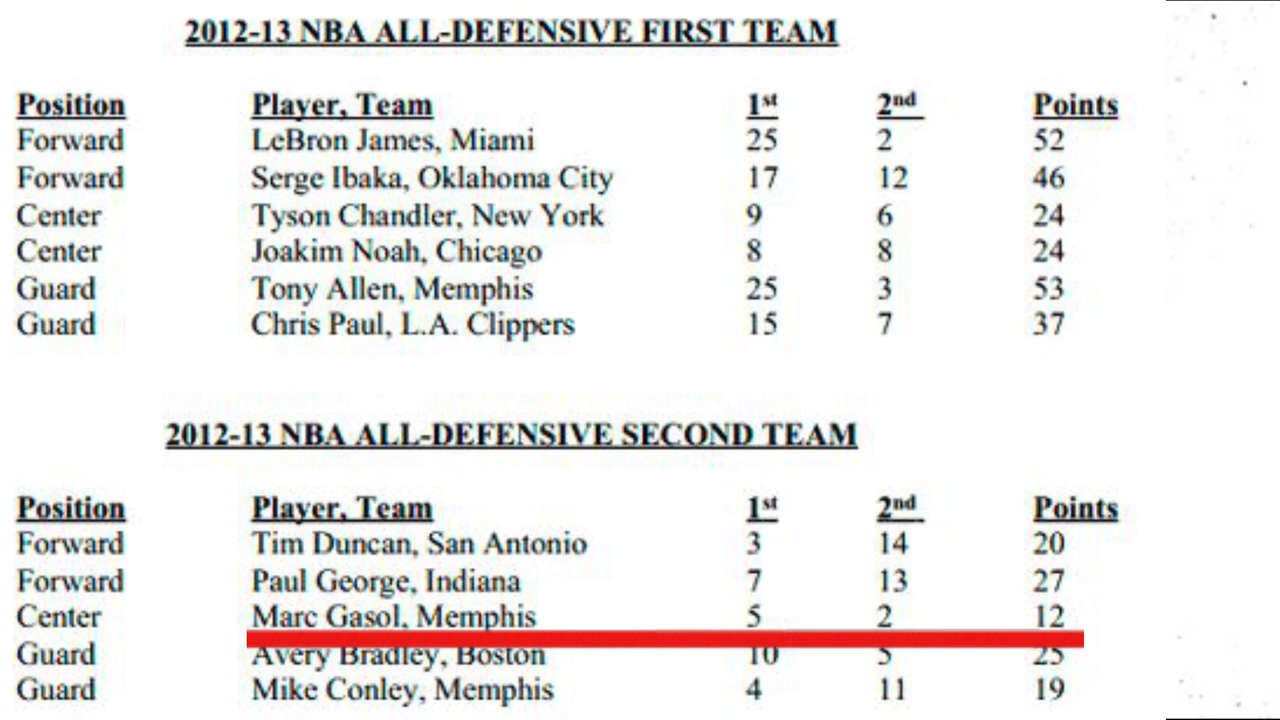 2012-13 NBA ALL-DEFENSIVE FIRST TEAM
Position Player, Team 1st 2nd Points
Forward LeBron James, Miami 25 2 52
Forward Serge Ibaka, Oklahoma City 17 12 46
Center Tyson Chandler, New York 9 6 24
Center Joakim Noah, Chicago 8 8 24
Guard Tony Allen, Memphis 25 3 53
Guard Chris Paul, L.A. Clippers 15 7 37
2012-13 NBA ALL-DEFENSIVE SECOND TEAM
Position Player, Team 1st 2nd Points
Forward Tim Duncan, San Antonio 3 14 20
Forward Paul George, Indiana 7 13 27
Center Marc Gasol, Memphis 5 2 12
Guard Avery Bradley, Boston 10 5 25
Guard Mike Conley, Memphis 4 11 19